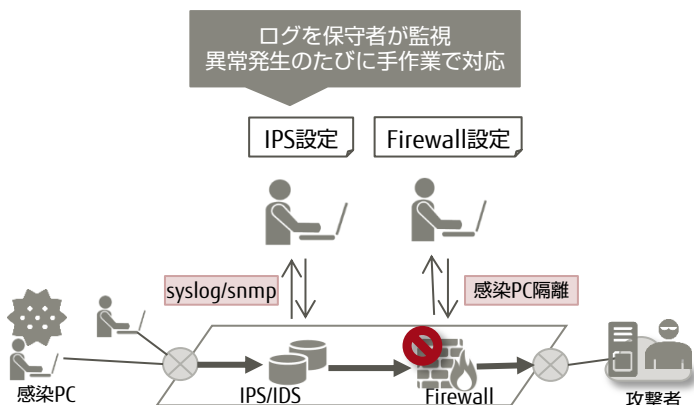 ログを保守者が監視
異常発生のたびに手作業で対応
IPS設定
Firewall設定
syslog/snmp
感染PC隔離
感染PC
IPS/IDS
Firewall
攻撃者